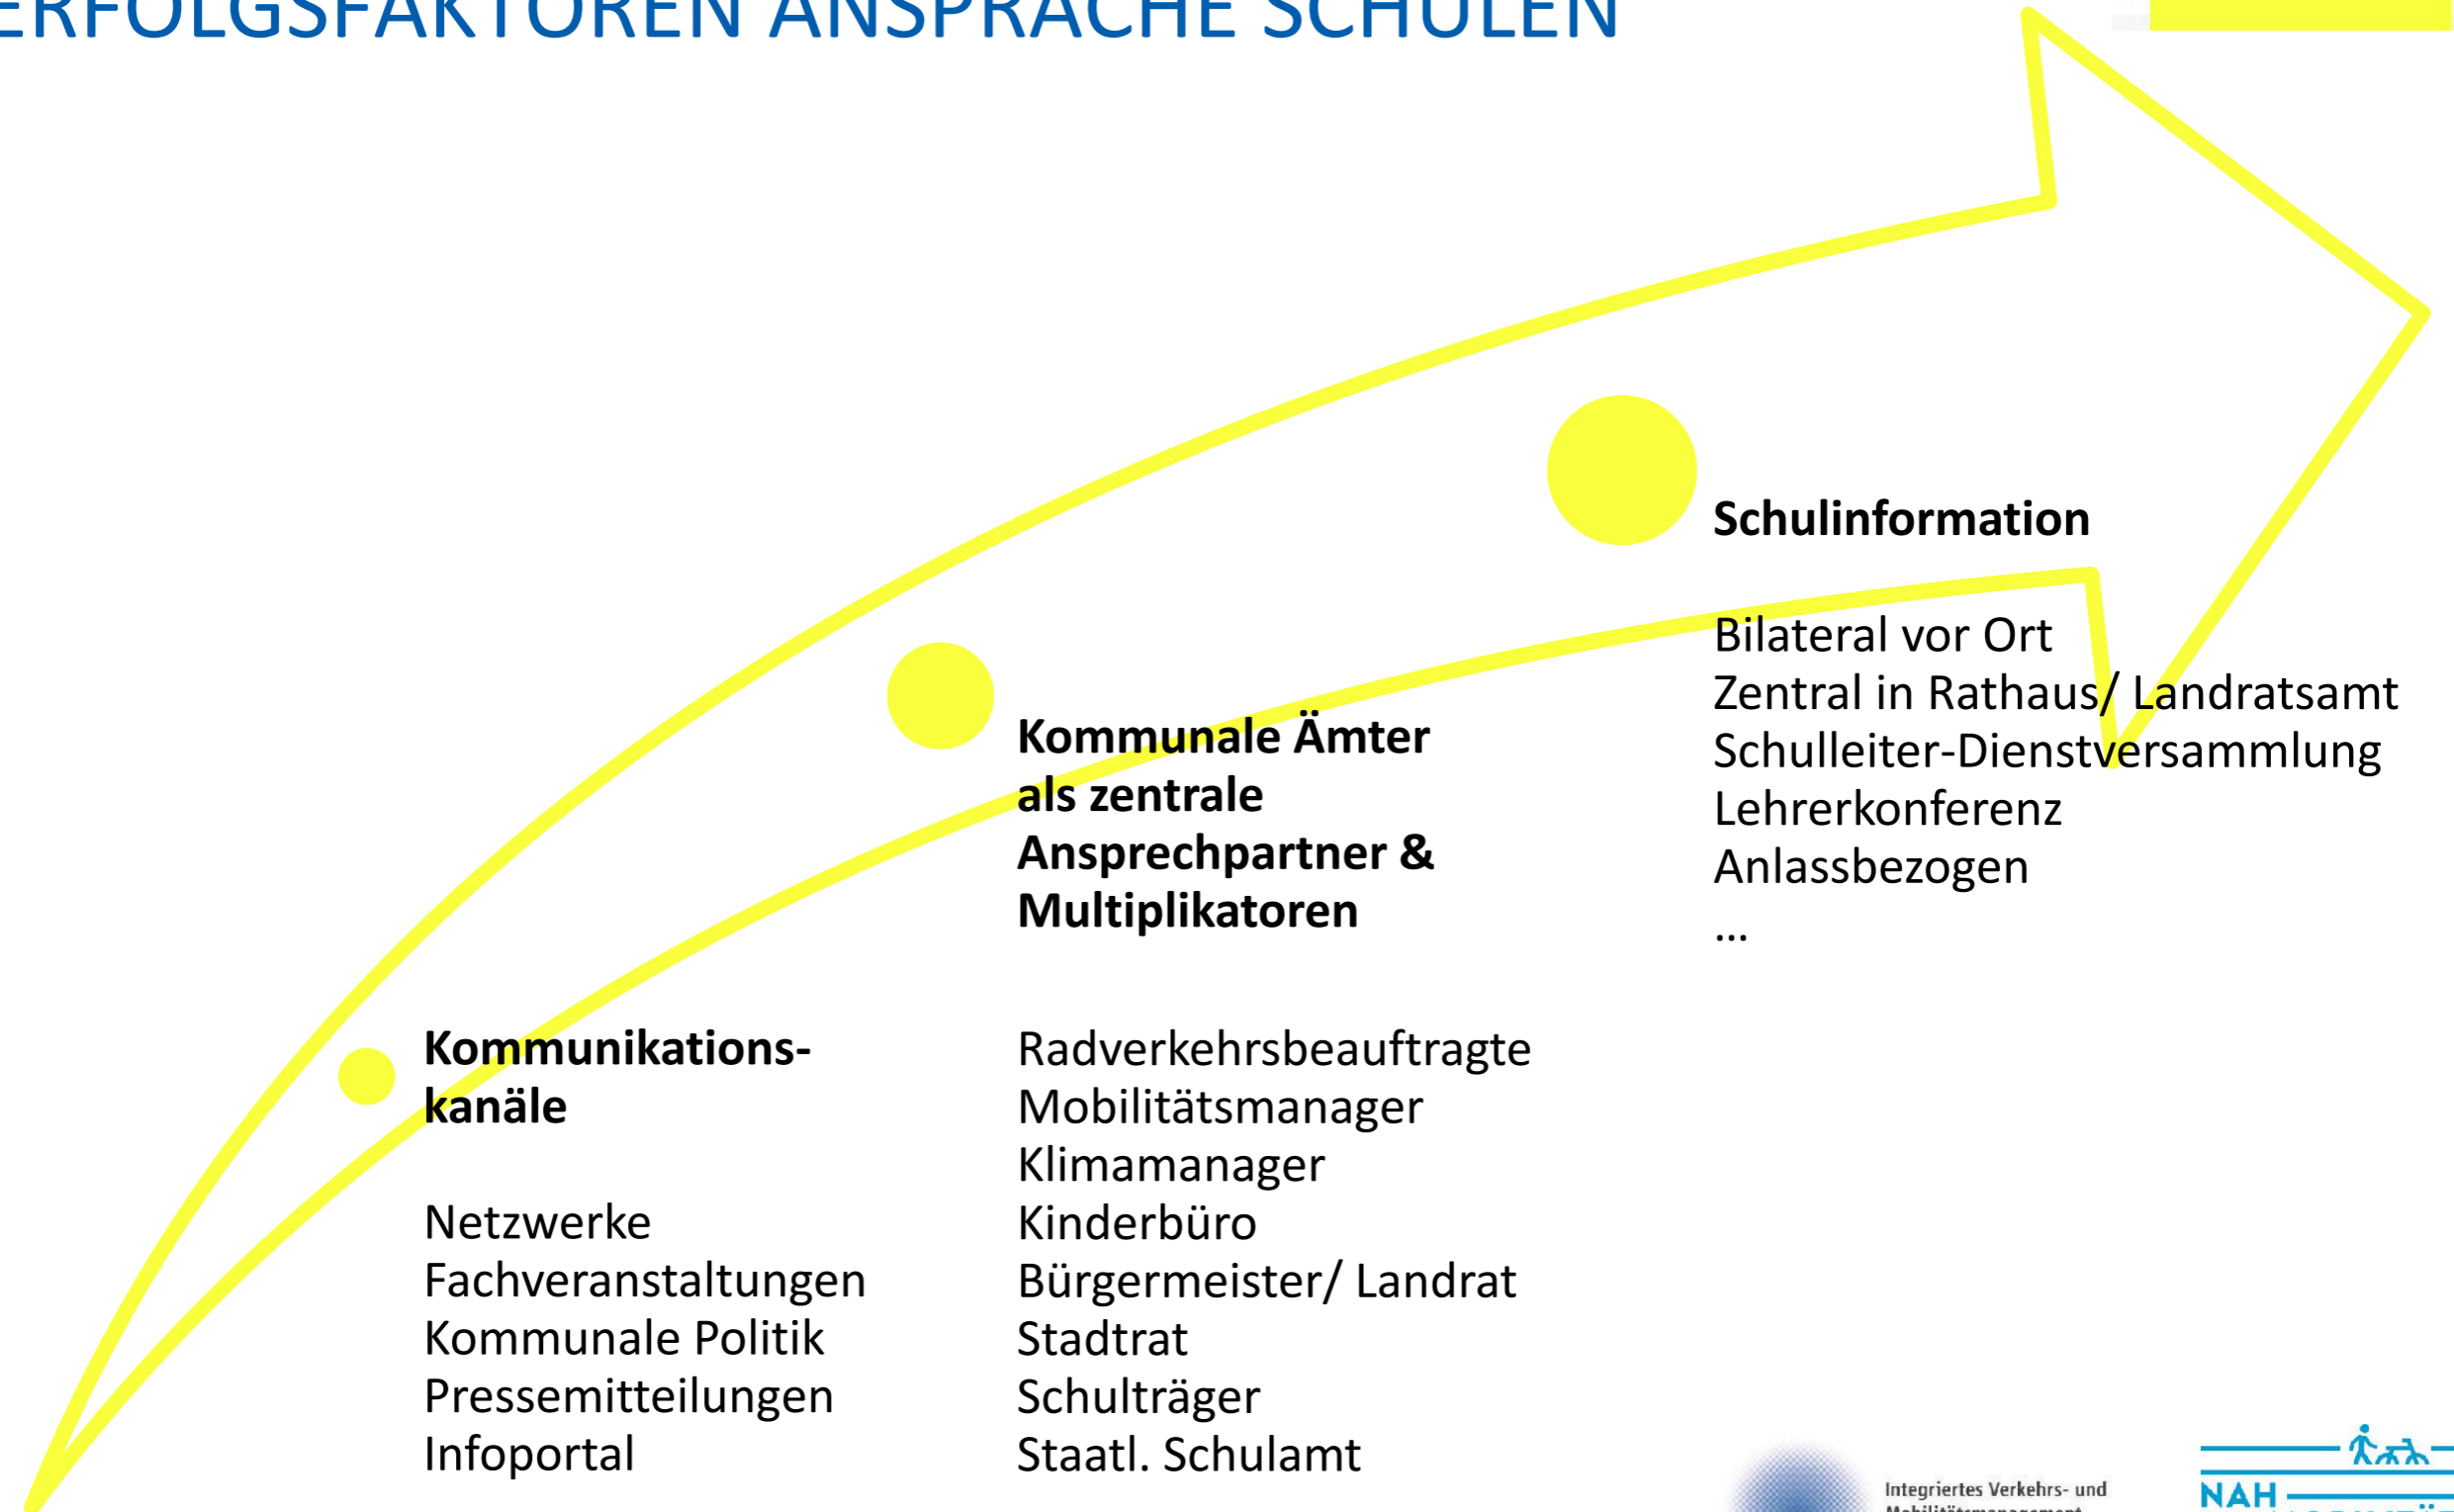 ERFOLGSFAKTOREN ANSPRACHE SCHULEN
Kommunikations-
kanäle
Netzwerke
Fachveranstaltungen
Kommunale Politik
Pressemitteilungen
Infoportal
Kommunale Ämter
als zentrale
Ansprechpartner &
Multiplikatoren
Radverkehrsbeauftragte
Mobilitätsmanager
Klimamanager
Kinderbüro
Bürgermeister/ Landrat
Stadtrat
Schulträger
Staatl. Schulamt
Schulinformation
Bilateral vor Ort
Zentral in Rathaus/ Landratsamt
Schulleiter-Dienstversammlung
Lehrerkonferenz
Anlassbezogen
...
Integriertes Verkehrs- und
Mobilitätsmanagement
NAH